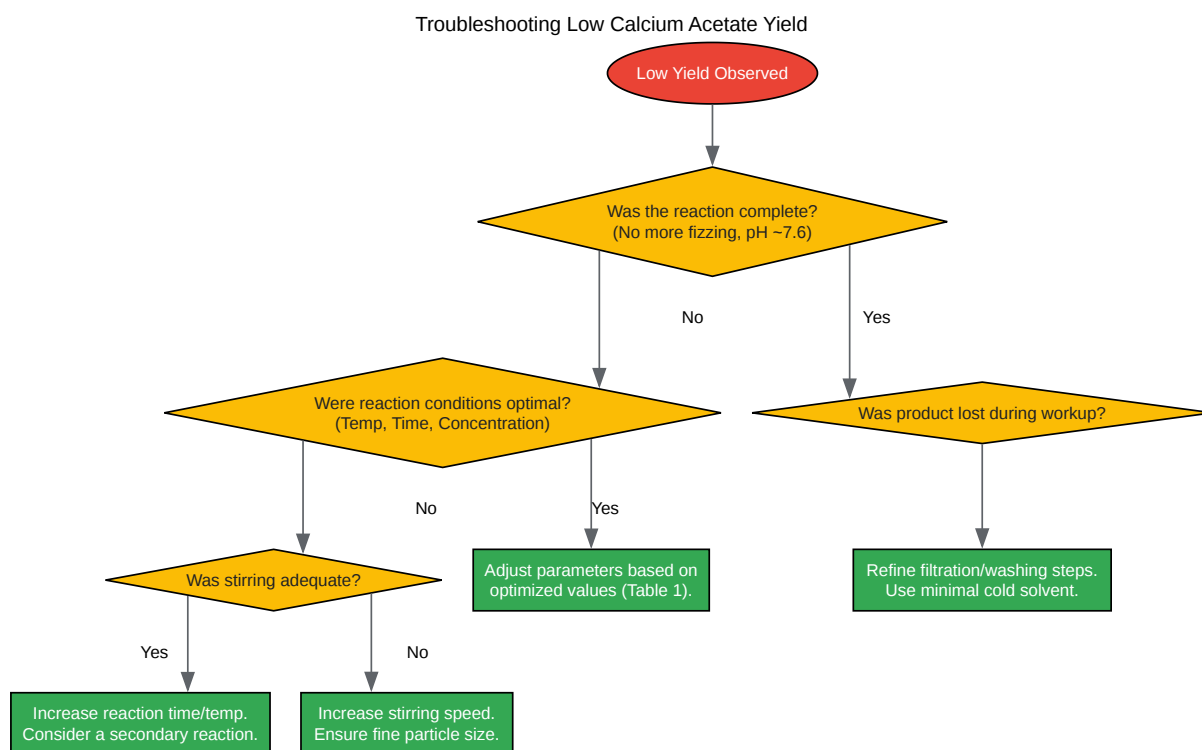 Troubleshooting Low Calcium Acetate Yield
Low Yield Observed
Was the reaction complete?
(No more fizzing, pH ~7.6)
No
Yes
Were reaction conditions optimal?
(Temp, Time, Concentration)
Was product lost during workup?
No
Yes
Was stirring adequate?
Adjust parameters based on
optimized values (Table 1).
Refine filtration/washing steps.
Use minimal cold solvent.
Yes
No
Increase reaction time/temp.
Consider a secondary reaction.
Increase stirring speed.
Ensure fine particle size.